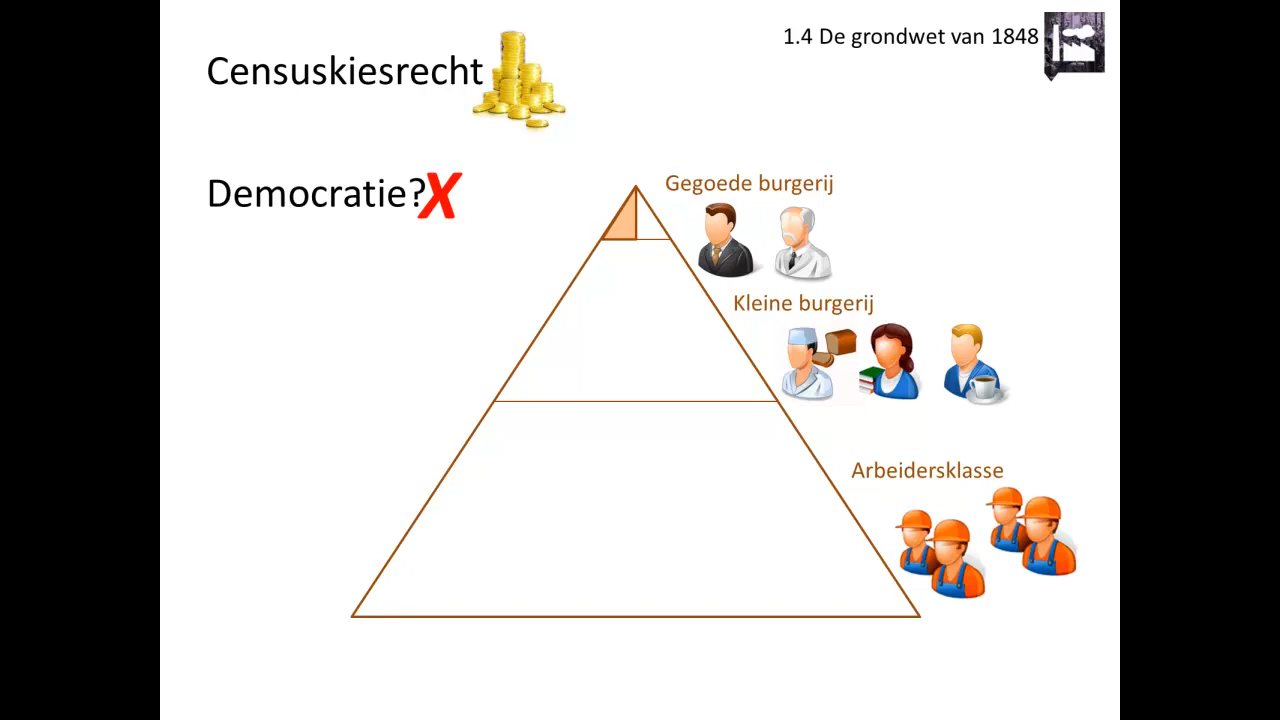 1.4 De grondwet van 1848
Censuskiesrecht
Democratie?X
Gegoede burgerij
Kleine burgerij
Arbeidersklasse